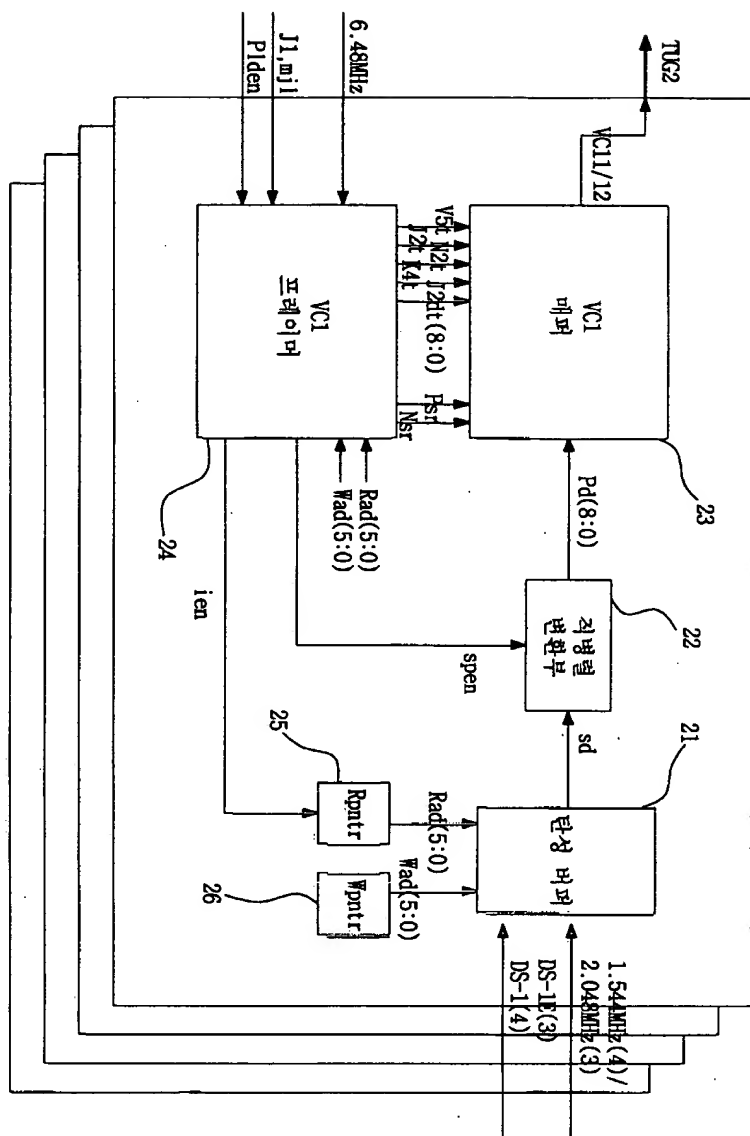 TUG2
VC11/12
6.48MHz
J1,mj1
Plden
VC1
매퍼
23
V5t
J2t
N2t
K4t
J2dt(8:0)
Psr
Nsr
VC1
프레이머
24
Rad(5:0)
Wad(5:0)
Pd(8:0)
22
직병렬
변환부
spen
ien
sd
21
탄성 버퍼
25
Rpntr
Rad(5:0)
26
Wpntr
Wad(5:0)
1.544MHz(4)/
2.048MHz(3)
DS-1E(3)
DS-1(4)